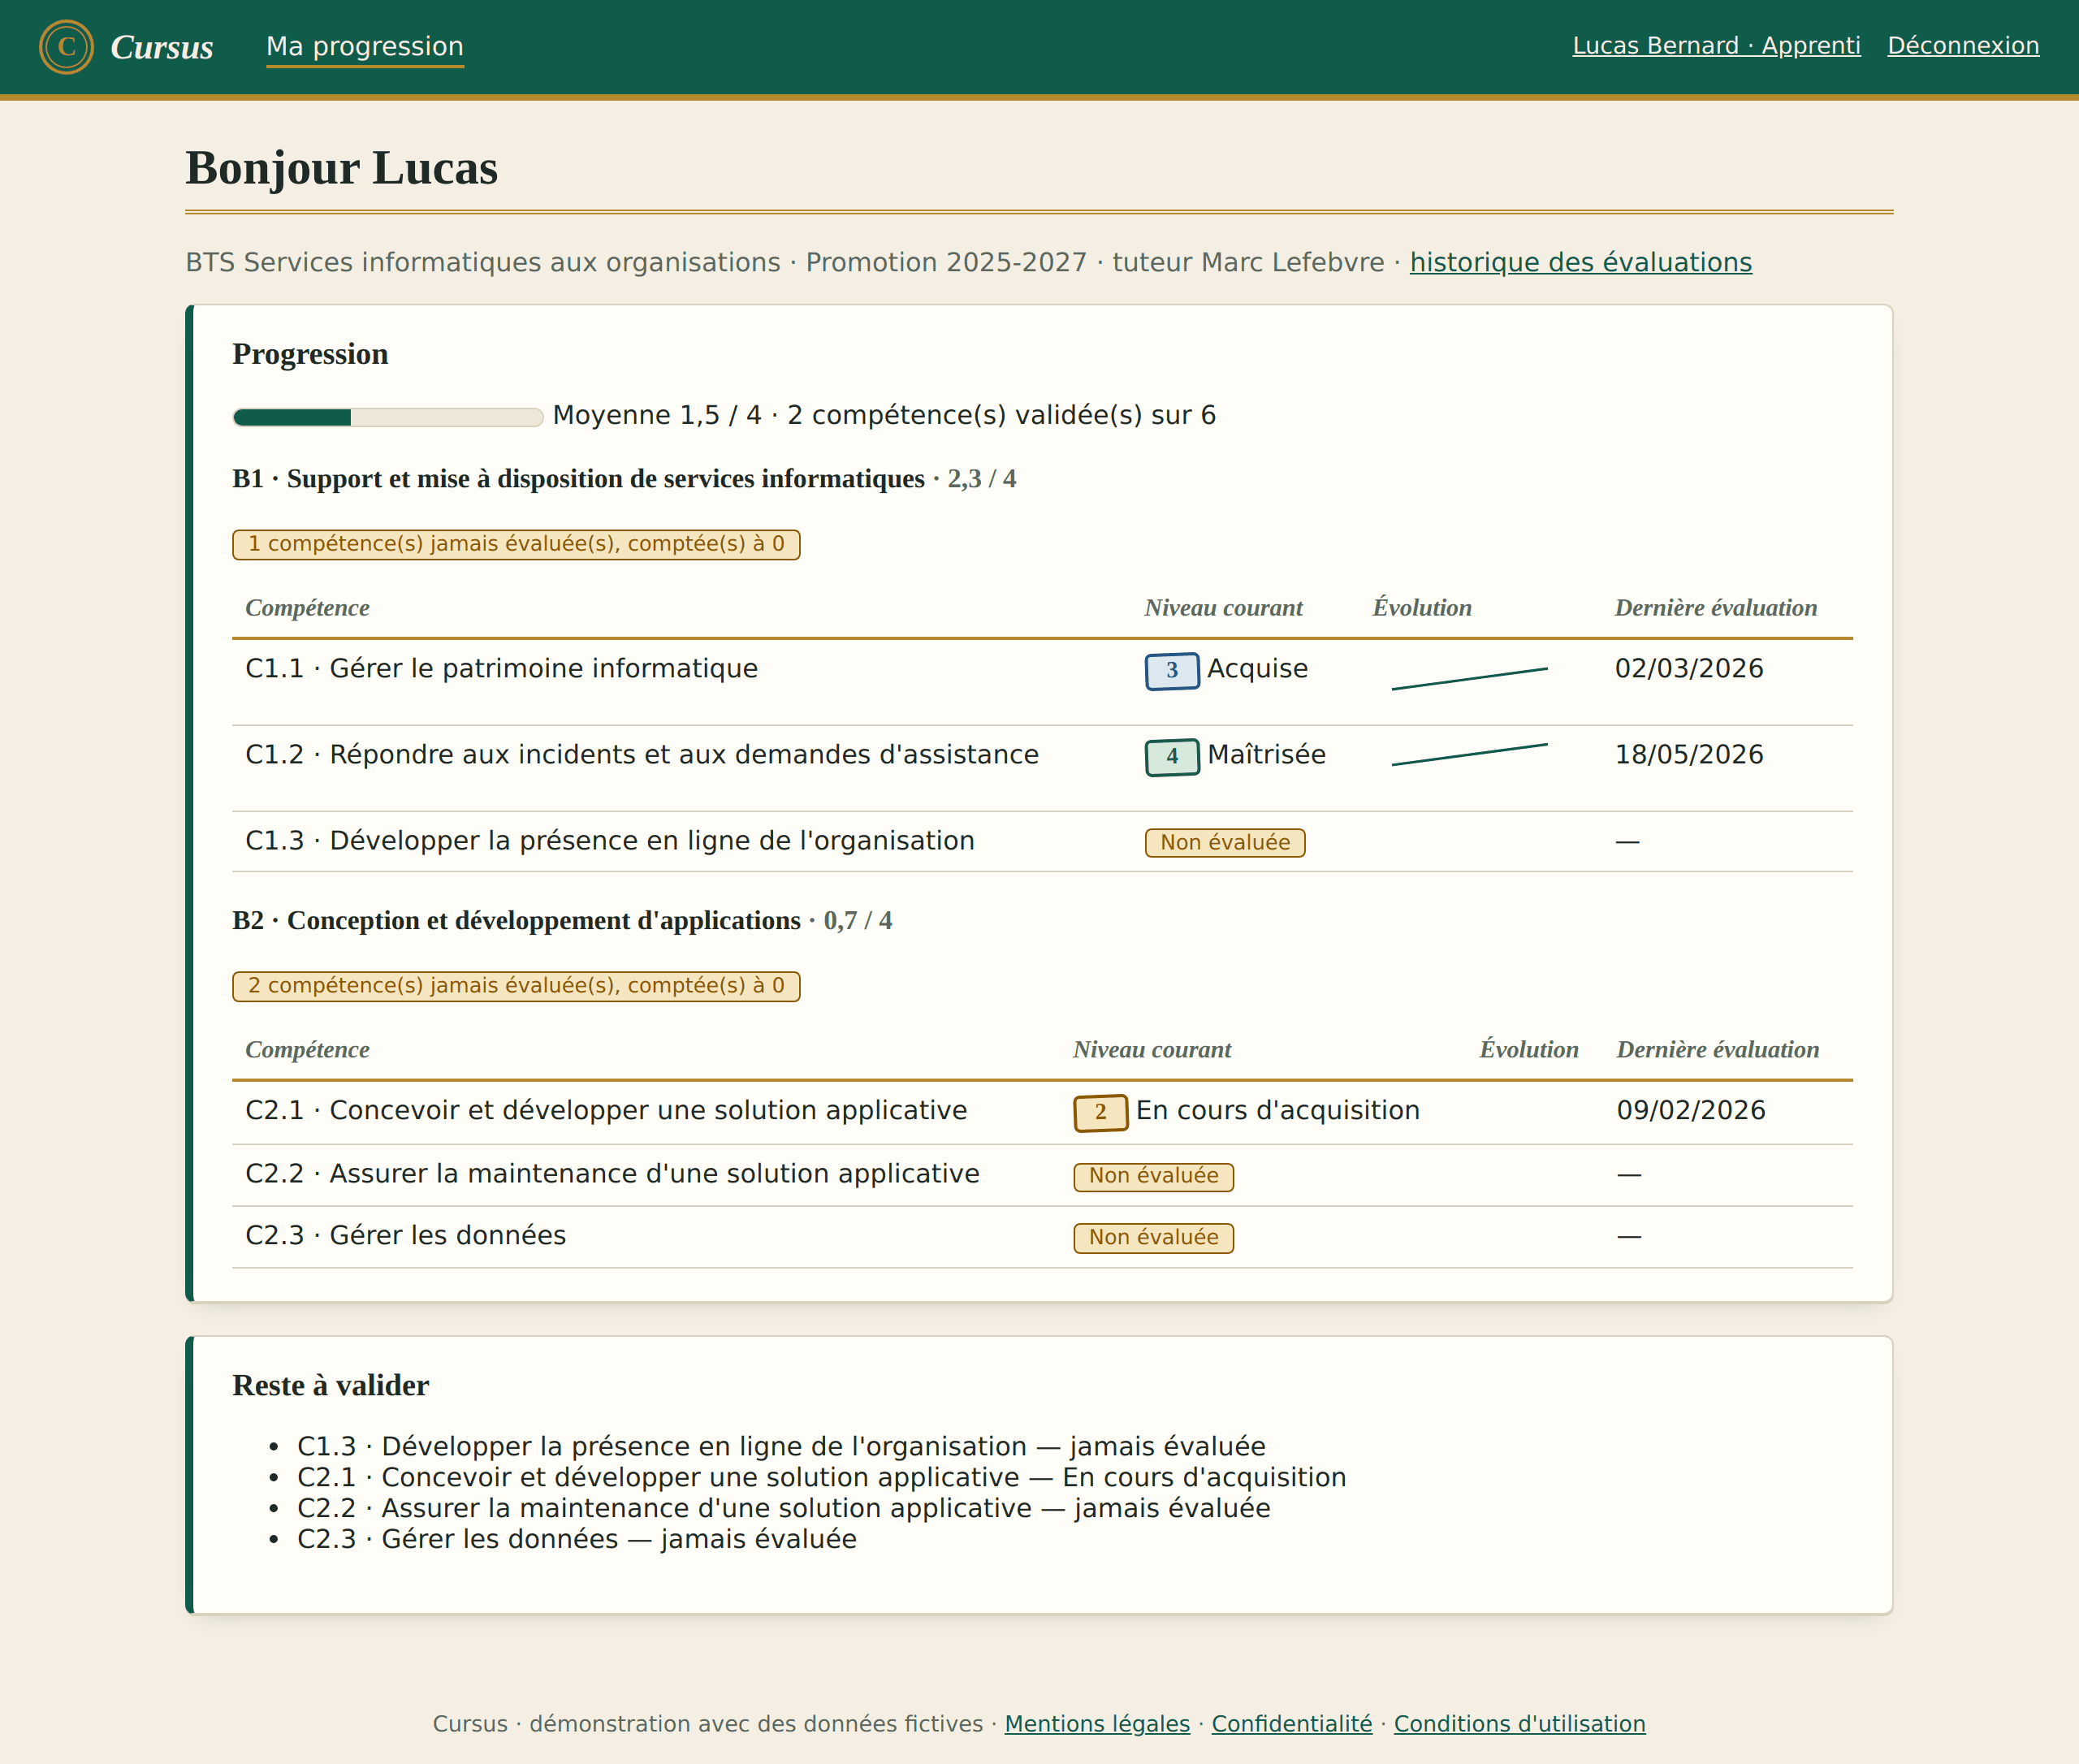 C Cursus Ma progression Lucas Bernard · Apprenti Déconnexion
Bonjour Lucas
BTS Services informatiques aux organisations · Promotion 2025-2027 · tuteur Marc Lefebvre · historique des évaluations
Progression
Moyenne 1,5 / 4 · 2 compétence(s) validée(s) sur 6
B1 · Support et mise à disposition de services informatiques · 2,3 / 4
1 compétence(s) jamais évaluée(s), comptée(s) à 0
Compétence Niveau courant Évolution Dernière évaluation
C1.1 · Gérer le patrimoine informatique 3 Acquise 02/03/2026
C1.2 · Répondre aux incidents et aux demandes d'assistance 4 Maîtrisée 18/05/2026
C1.3 · Développer la présence en ligne de l'organisation Non évaluée —
B2 · Conception et développement d'applications · 0,7 / 4
2 compétence(s) jamais évaluée(s), comptée(s) à 0
Compétence Niveau courant Évolution Dernière évaluation
C2.1 · Concevoir et développer une solution applicative 2 En cours d'acquisition 09/02/2026
C2.2 · Assurer la maintenance d'une solution applicative Non évaluée —
C2.3 · Gérer les données Non évaluée —
Reste à valider
• C1.3 · Développer la présence en ligne de l'organisation — jamais évaluée
• C2.1 · Concevoir et développer une solution applicative — En cours d'acquisition
• C2.2 · Assurer la maintenance d'une solution applicative — jamais évaluée
• C2.3 · Gérer les données — jamais évaluée
Cursus · démonstration avec des données fictives · Mentions légales · Confidentialité · Conditions d'utilisation